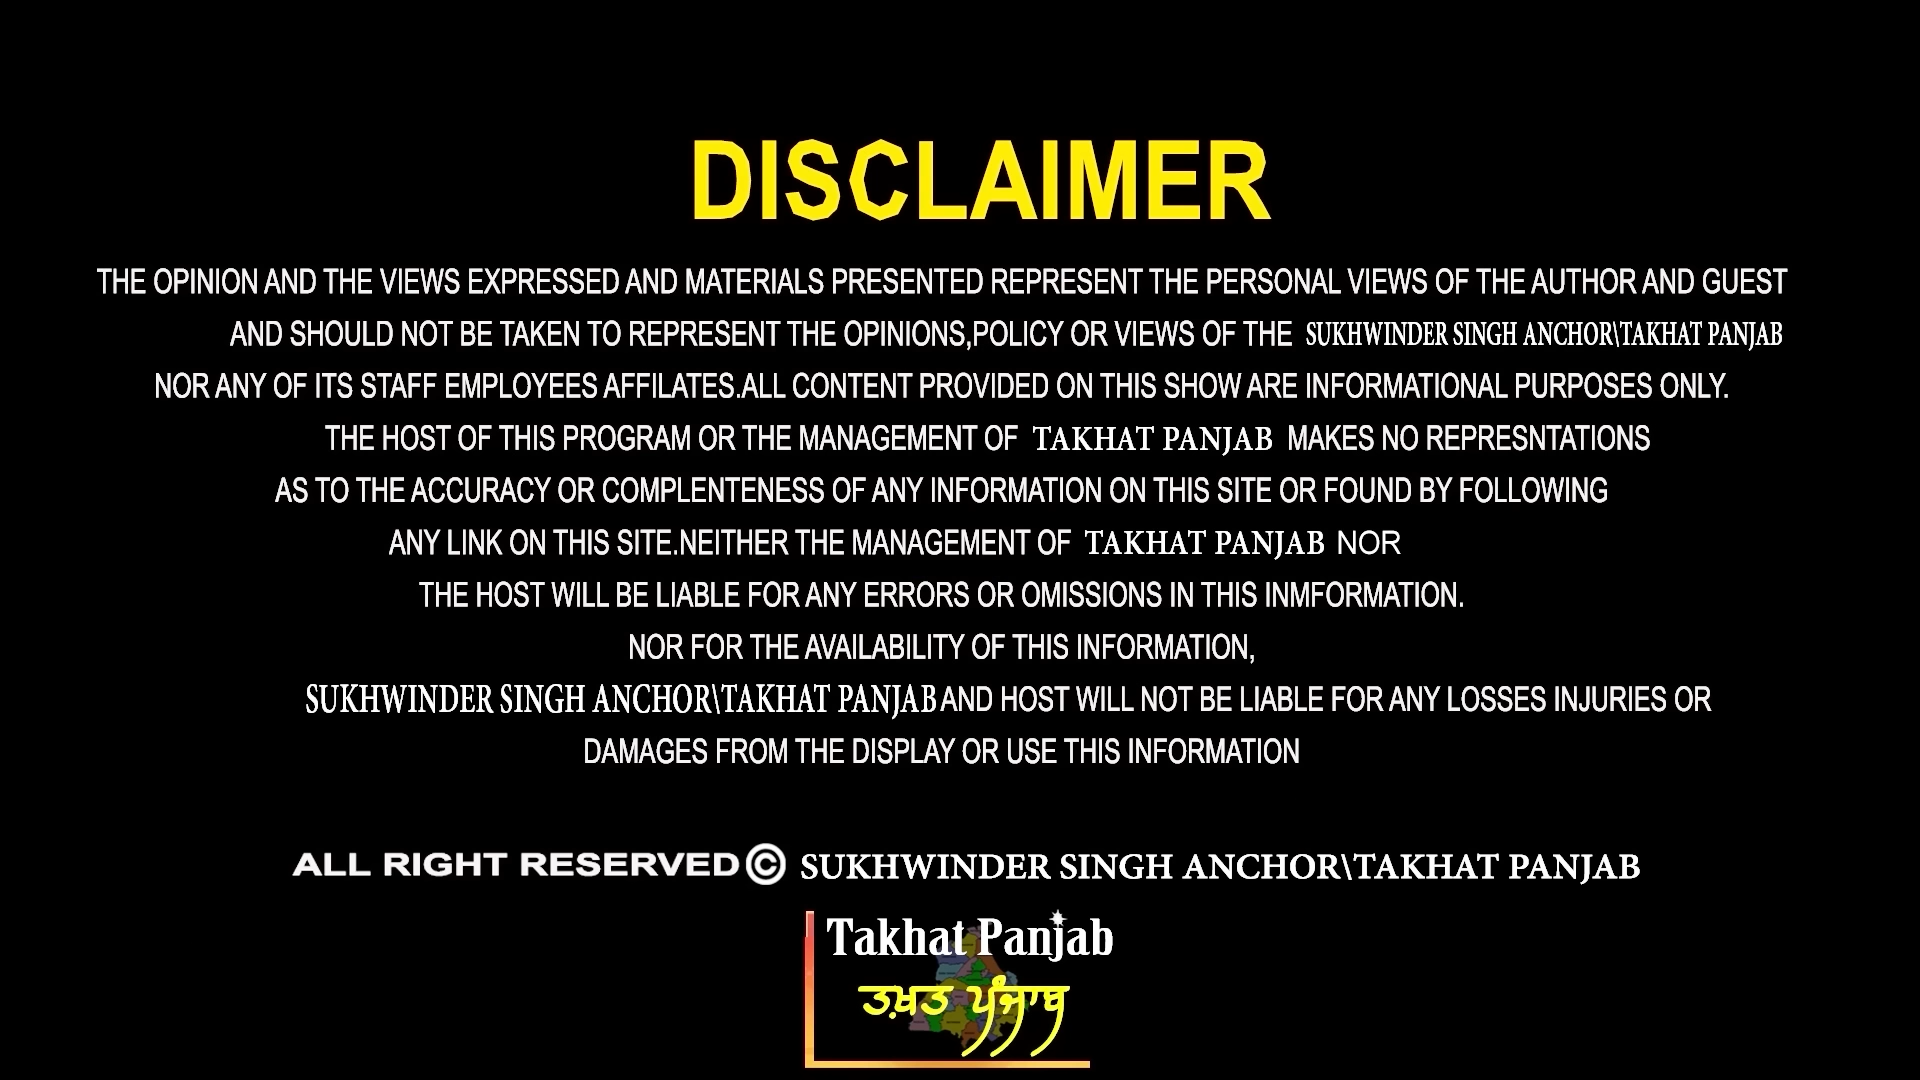 DISCLAIMER
THE OPINION AND THE VIEWS EXPRESSED AND MATERIALS PRESENTED REPRESENT THE PERSONAL VIEWS OF THE AUTHOR AND GUEST
AND SHOULD NOT BE TAKEN TO REPRESENT THE OPINIONS,POLICY OR VIEWS OF THE SUKHWINDER SINGH ANCHOR\TAKHAT PANJAB
NOR ANY OF ITS STAFF EMPLOYEES AFFILATES.ALL CONTENT PROVIDED ON THIS SHOW ARE INFORMATIONAL PURPOSES ONLY.
THE HOST OF THIS PROGRAM OR THE MANAGEMENT OF TAKHAT PANJAB MAKES NO REPRESNTATIONS
AS TO THE ACCURACY OR COMPLENTENESS OF ANY INFORMATION ON THIS SITE OR FOUND BY FOLLOWING
ANY LINK ON THIS SITE.NEITHER THE MANAGEMENT OF TAKHAT PANJAB NOR
THE HOST WILL BE LIABLE FOR ANY ERRORS OR OMISSIONS IN THIS INMFORMATION.
NOR FOR THE AVAILABILITY OF THIS INFORMATION,
SUKHWINDER SINGH ANCHOR\TAKHAT PANJAB AND HOST WILL NOT BE LIABLE FOR ANY LOSSES INJURIES OR
DAMAGES FROM THE DISPLAY OR USE THIS INFORMATION
ALL RIGHT RESERVED © SUKHWINDER SINGH ANCHOR\TAKHAT PANJAB
Takhat Panjab
ਤਖ਼ਤ ਪੰਜਾਬ